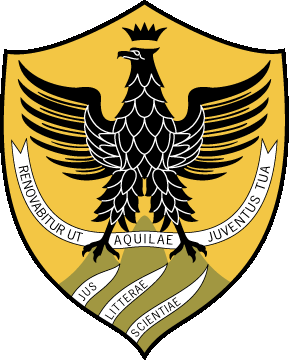 RENOVABITUR UT AQUILAE JUVENTUS TUA
JUS
LITTERAE
SCIENTIAE